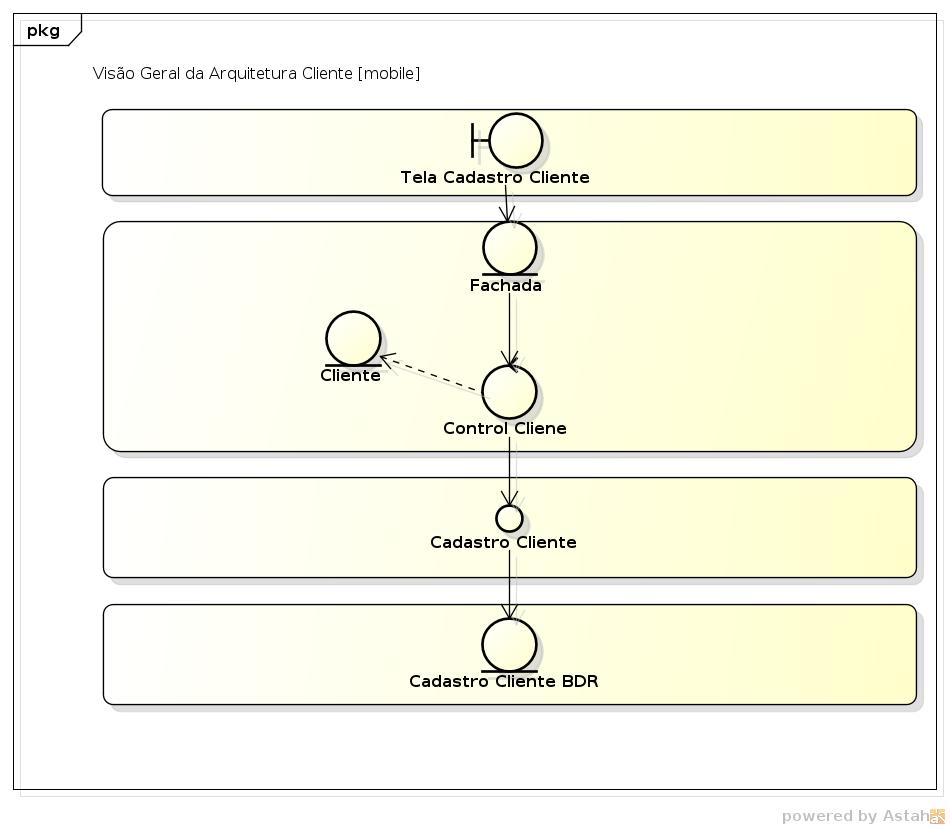 pkg
Visão Geral da Arquitetura Cliente [mobile]
Tela Cadastro Cliente
Fachada
Cliente
Control Cliene
Cadastro Cliente
Cadastro Cliente BDR
powered by Astah